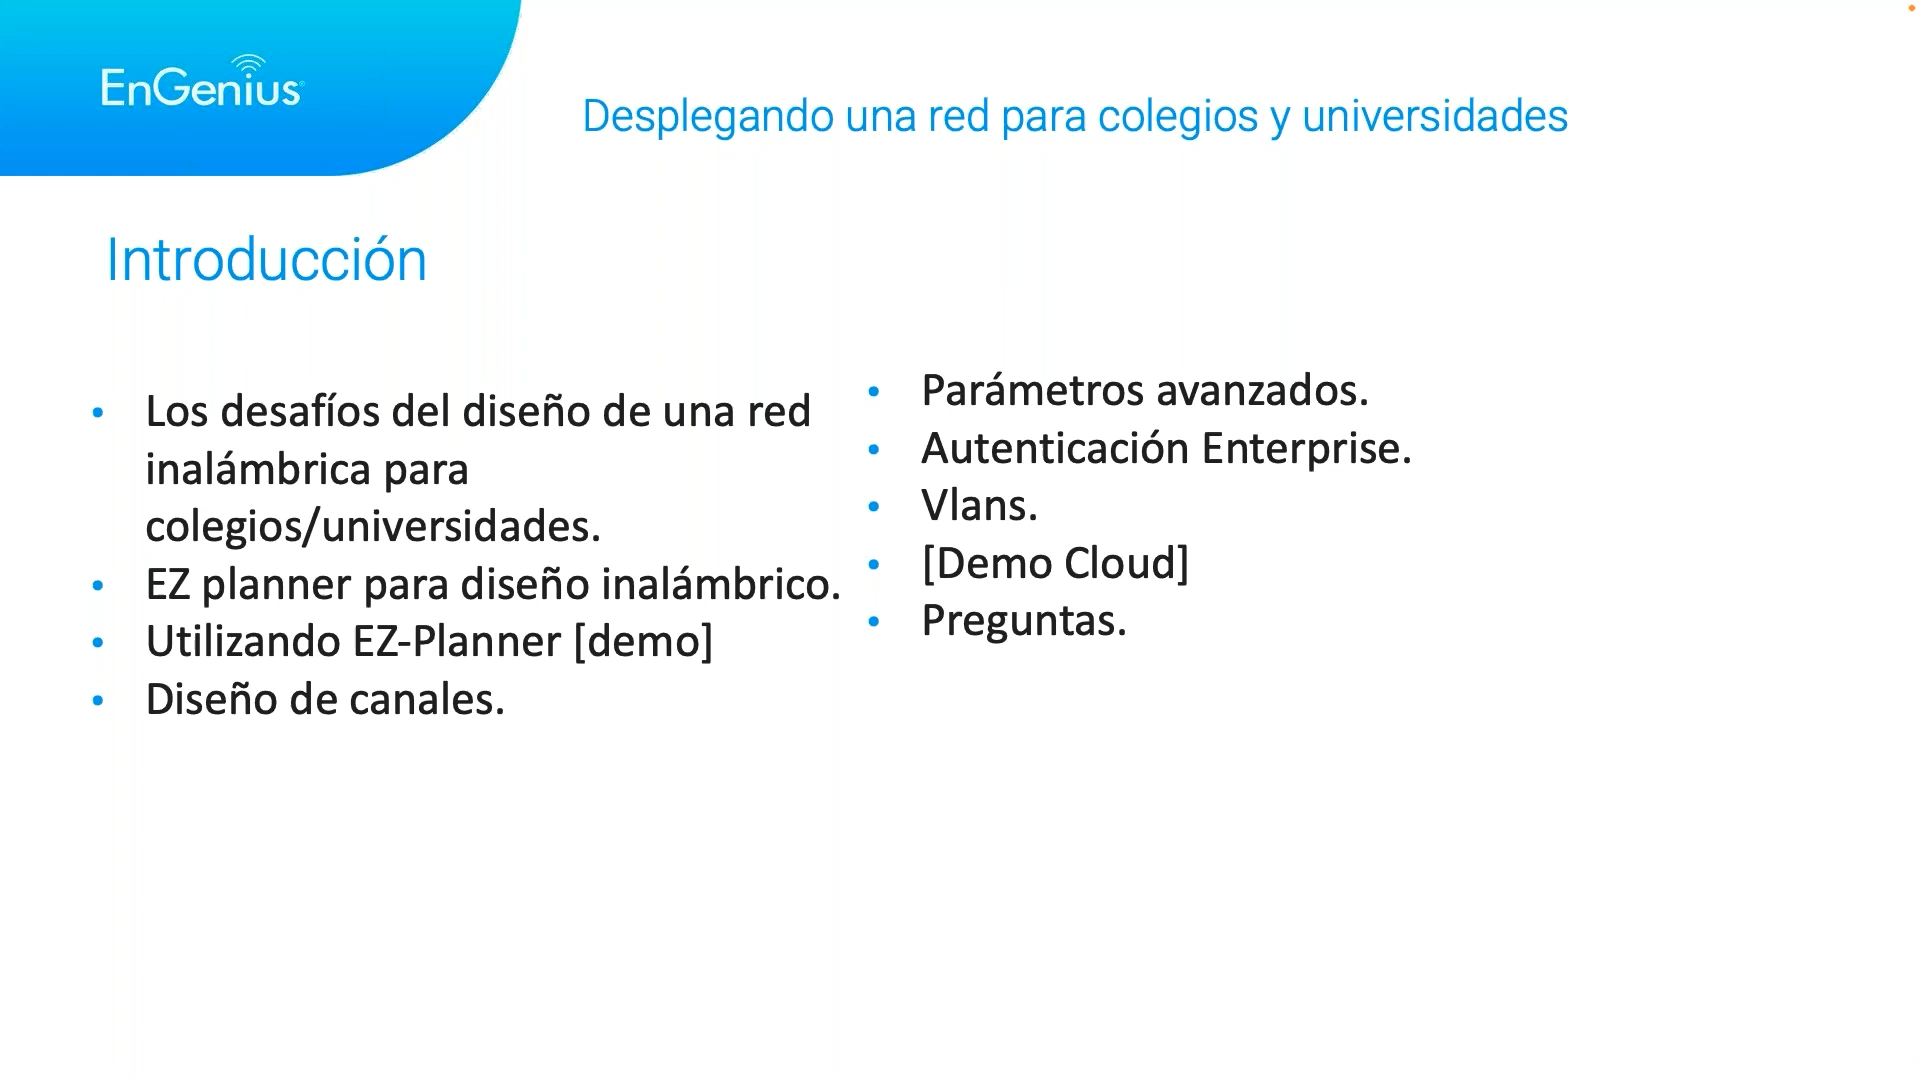 EnGenius
Desplegando una red para colegios y universidades
Introducción
• Los desafíos del diseño de una red
inalámbrica para
colegios/universidades.
• EZ planner para diseño inalámbrico.
• Utilizando EZ-Planner [demo]
• Diseño de canales.
• Parámetros avanzados.
• Autenticación Enterprise.
• Vlans.
• [Demo Cloud]
• Preguntas.